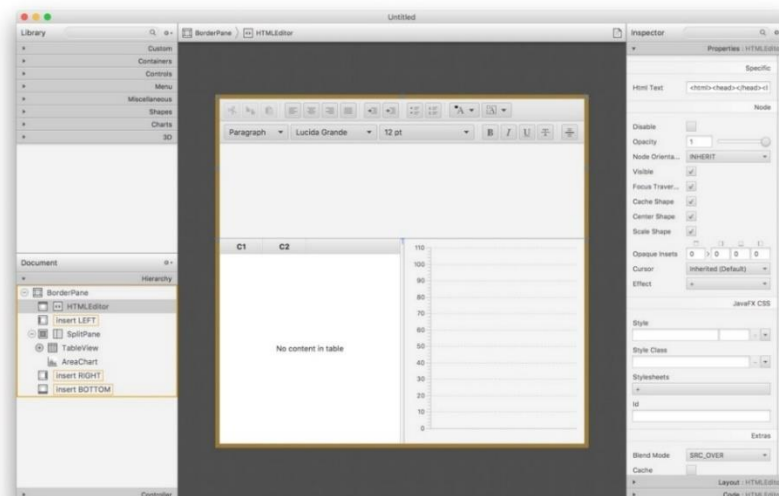 Untitled
Library
Custom
Containers
Controls
Menu
Miscellaneous
Shapes
Charts
3D
Document
Hierarchy
BorderPane
HTMLEditor
insert LEFT
SplitPane
TableView
AreaChart
insert RIGHT
insert BOTTOM
Controller
BorderPane HTMLEditor
Paragraph Lucida Grande 12 pt B I U
C1 C2
No content in table
110
100
90
80
70
60
50
40
30
20
10
0
Inspector
Properties : HTMLEditor
Specific
Html Text <html><head></head><l
Node
Disable
Opacity 1
Node Orienta... INHERIT
Visible
Focus Traver...
Cache Shape
Center Shape
Scale Shape
Opaque Insets 0 0 0 0
Cursor Inherited (Default)
Effect +
JavaFX CSS
Style
Style Class
Stylesheets
+
Id
Extras
Blend Mode SRC_OVER
Cache
Layout : HTMLEditor
Code : HTMLEditor